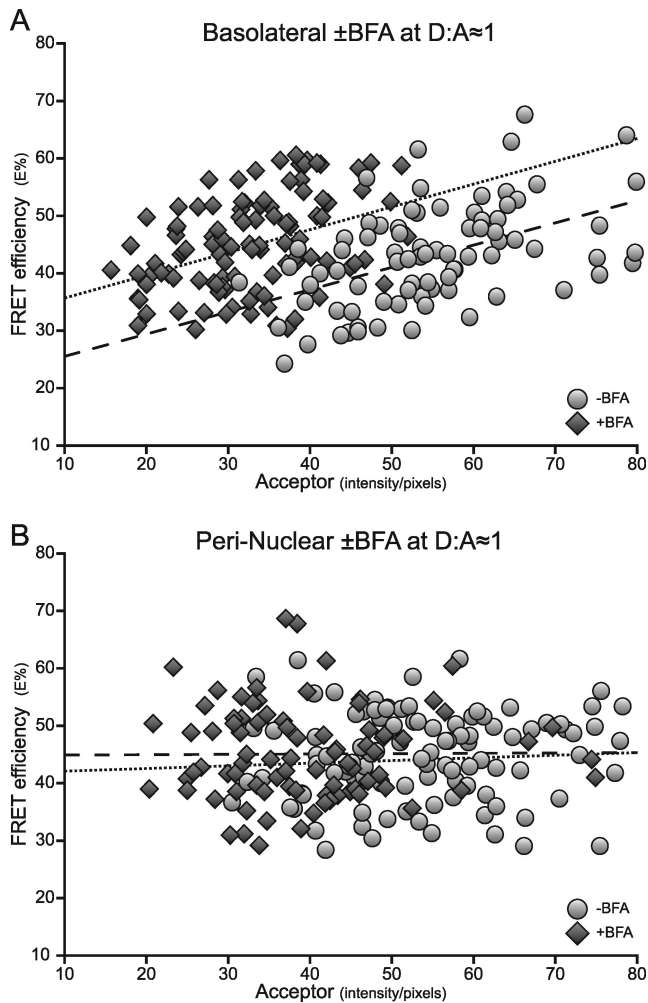 A
Basolateral ±BFA at D:A≈1
80
70
60
50
40
30
20
10
FRET efficiency (E%)
-BFA
+BFA
10 20 30 40 50 60 70 80
Acceptor (intensity/pixels)
B
Peri-Nuclear ±BFA at D:A≈1
80
70
60
50
40
30
20
10
FRET efficiency (E%)
-BFA
+BFA
10 20 30 40 50 60 70 80
Acceptor (intensity/pixels)